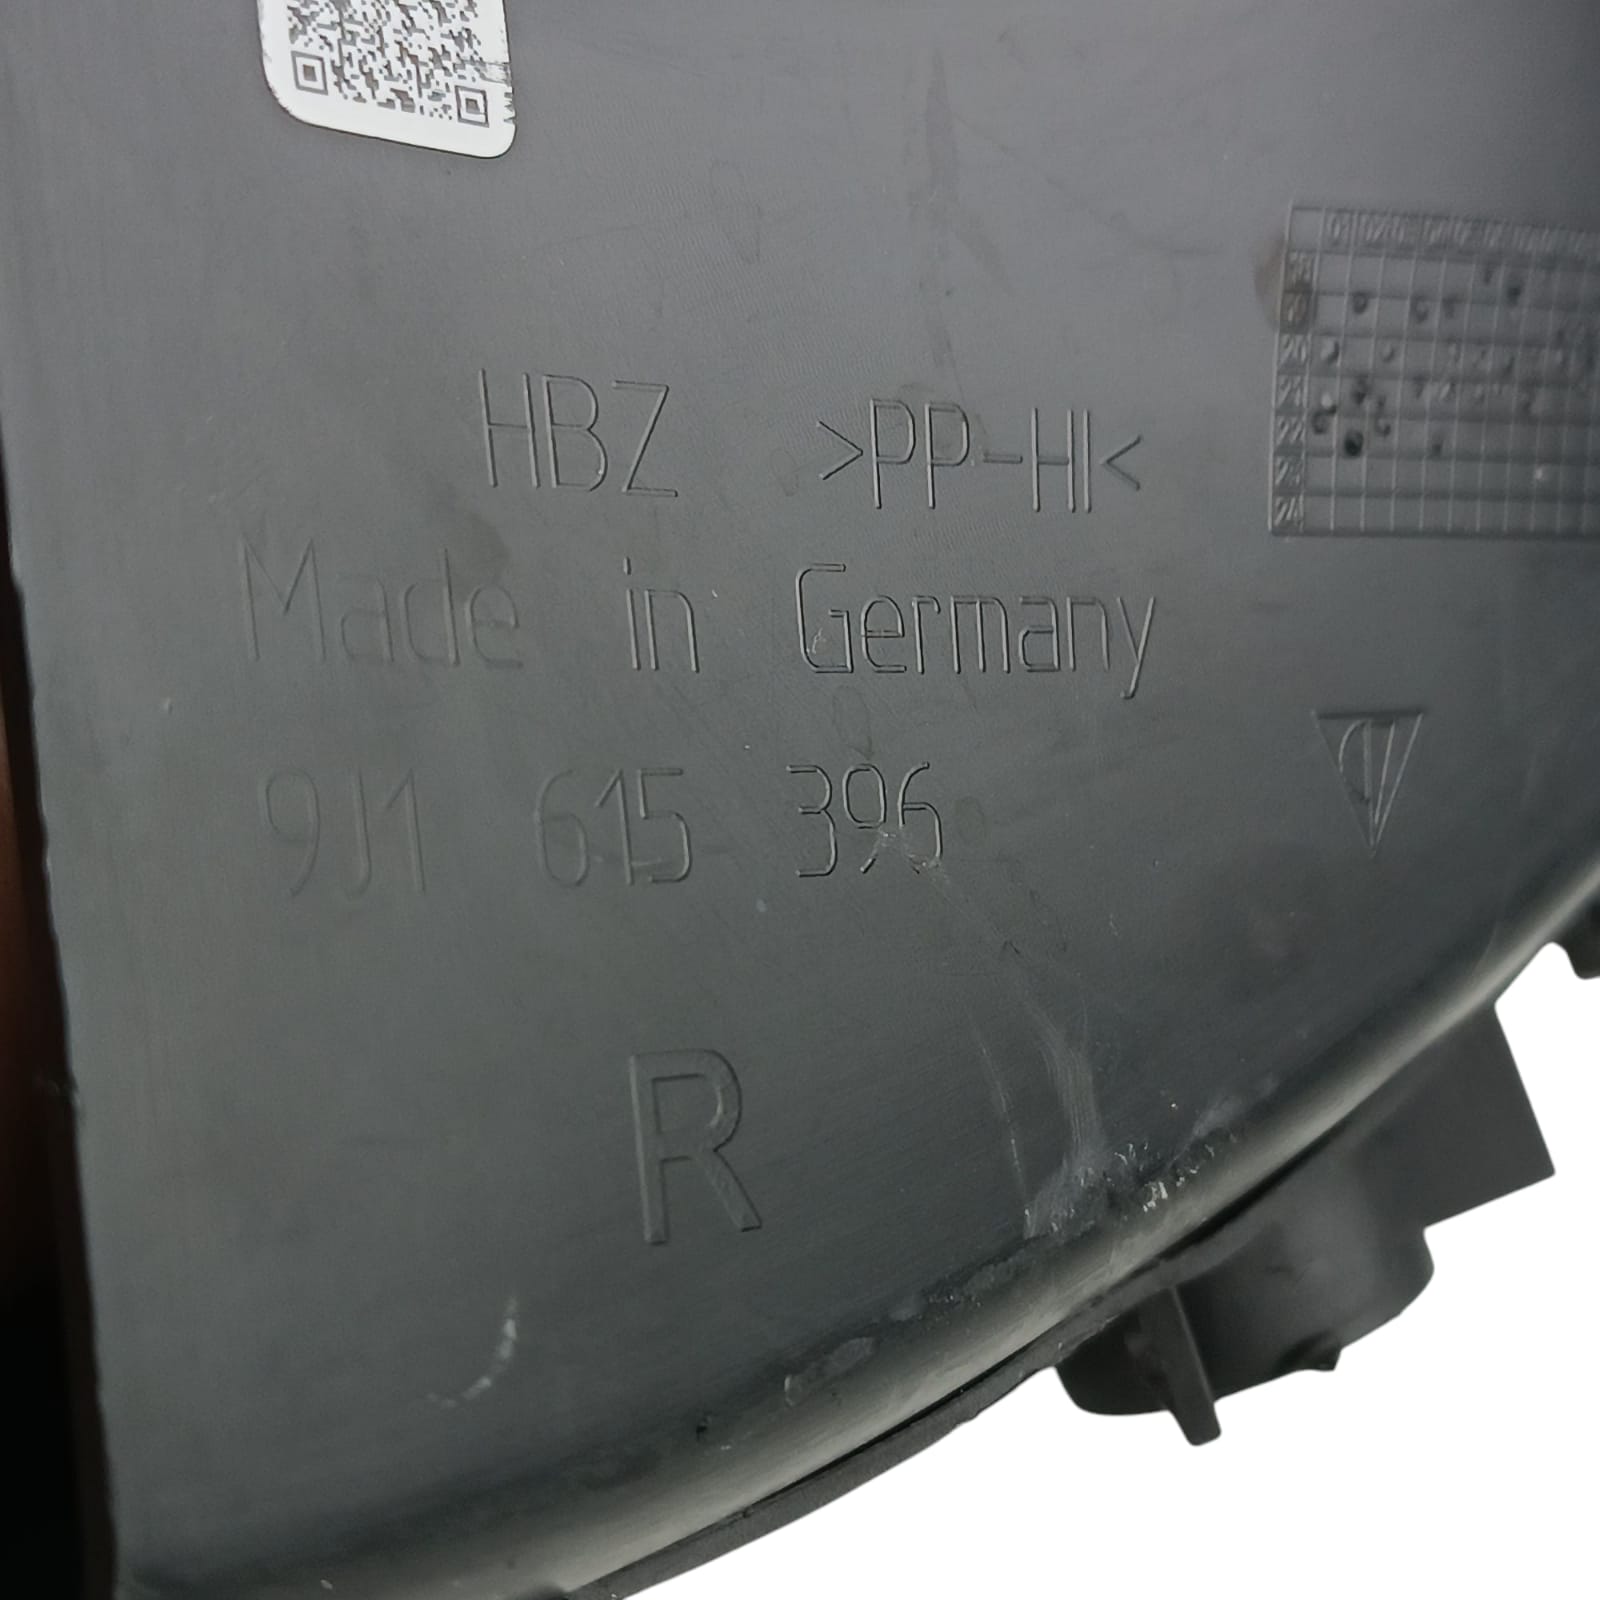 HBZ >PP-HI<
Made in Germany
9J1 615 396
R